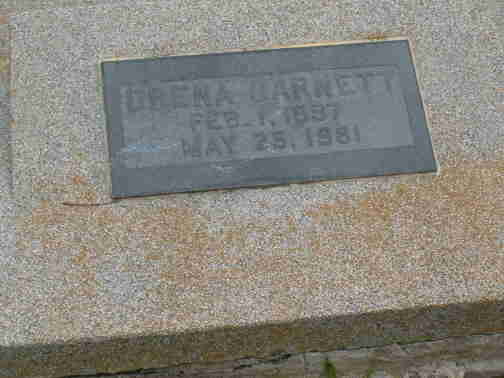 ORENA GARNETT
FEB. 1, 1897
MAY 25, 1981